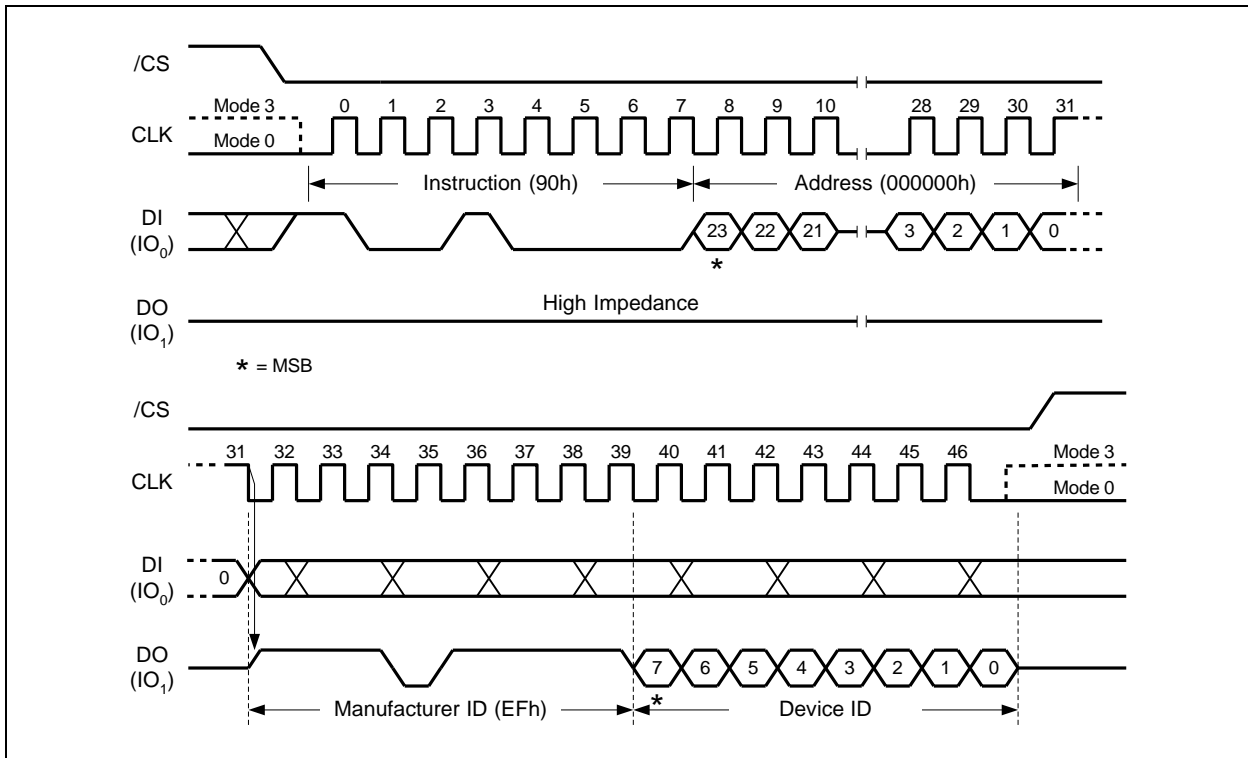 /CS
Mode 3
0 1 2 3 4 5 6 7 8 9 10 28 29 30 31
CLK
Mode 0
Instruction (90h) Address (000000h)
DI
(IO0)
23 22 21 3 2 1 0
*
DO
(IO1)
High Impedance
* = MSB
/CS
31 32 33 34 35 36 37 38 39 40 41 42 43 44 45 46
Mode 3
CLK
Mode 0
DI
(IO0)
0
DO
(IO1)
7 6 5 4 3 2 1 0
*
Manufacturer ID (EFh) Device ID